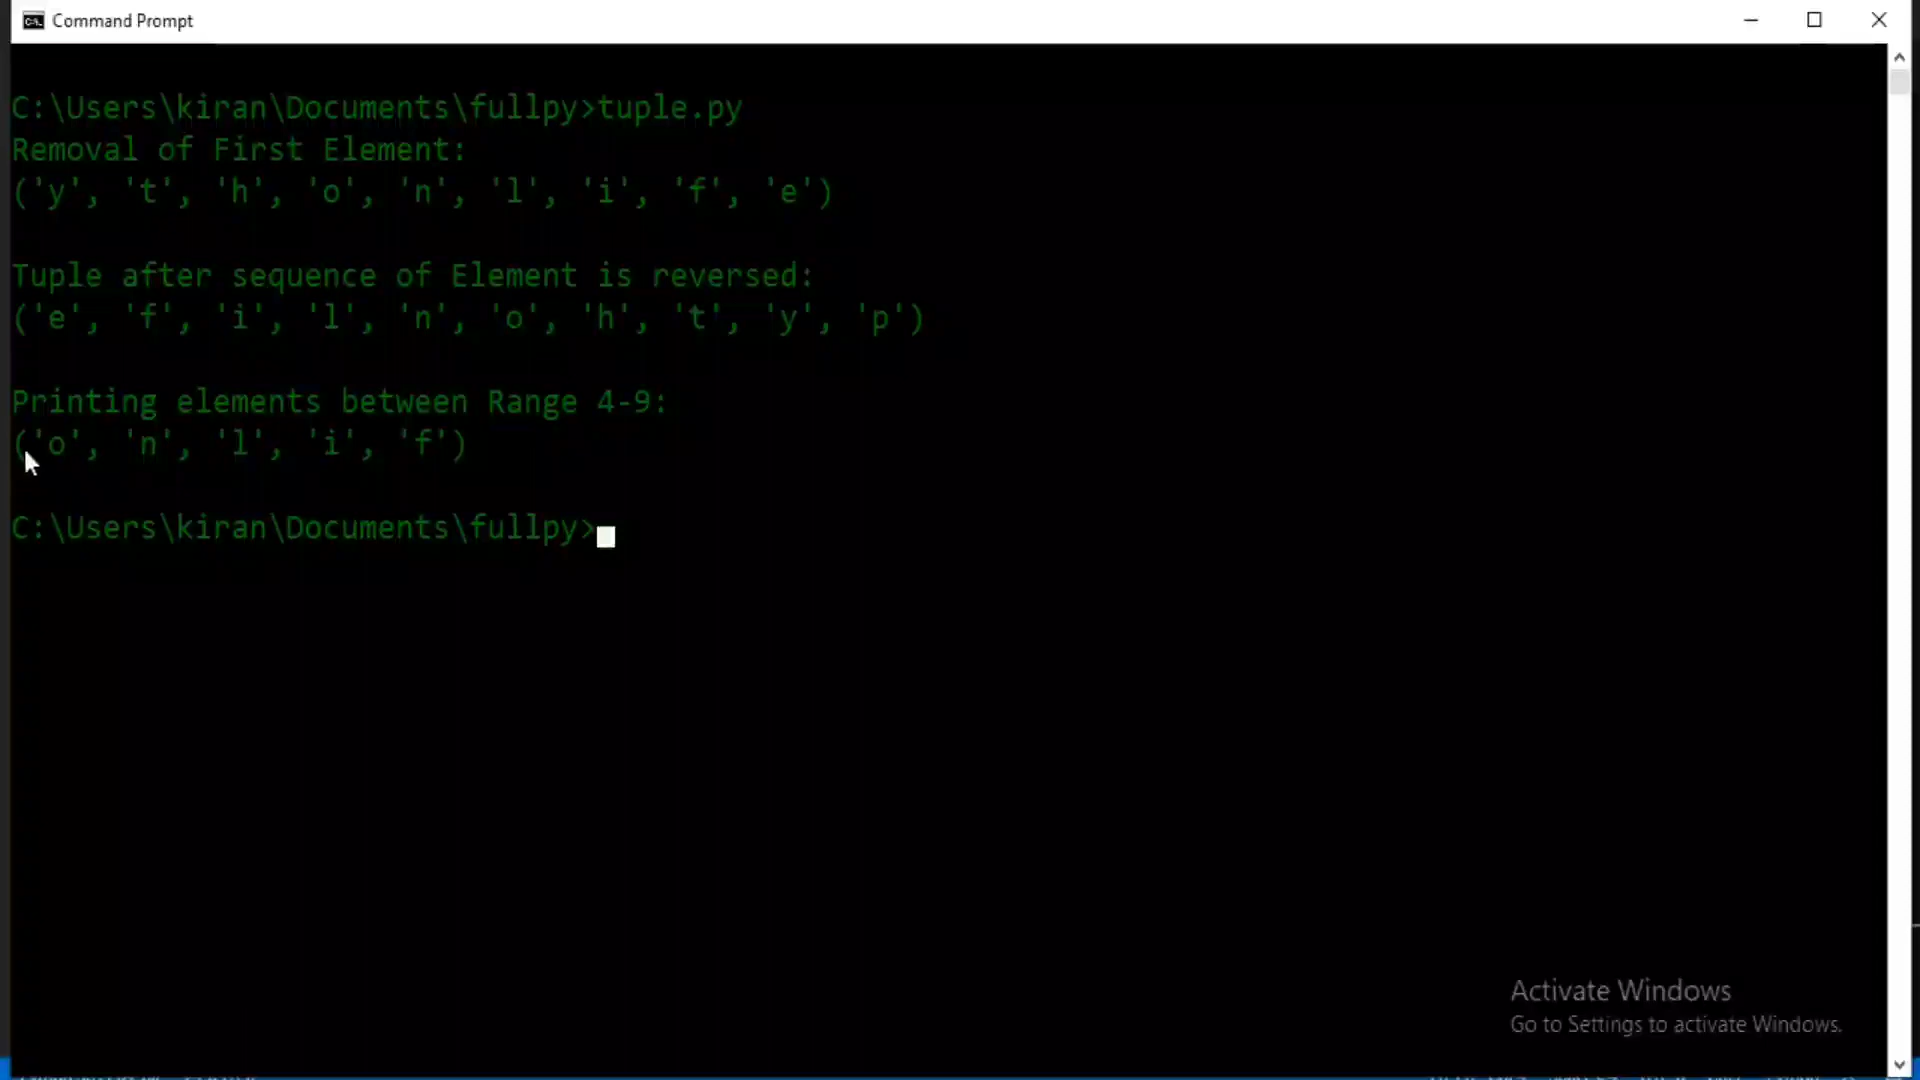 Command Prompt
C:\Users\kiran\Documents\fullpy>tuple.py
Removal of First Element:
('y', 't', 'h', 'o', 'n', 'l', 'i', 'f', 'e')
Tuple after sequence of Element is reversed:
('e', 'f', 'i', 'l', 'n', 'o', 'h', 't', 'y', 'p')
Printing elements between Range 4-9:
('o', 'n', 'l', 'i', 'f')
C:\Users\kiran\Documents\fullpy>
Activate Windows
Go to Settings to activate Windows.